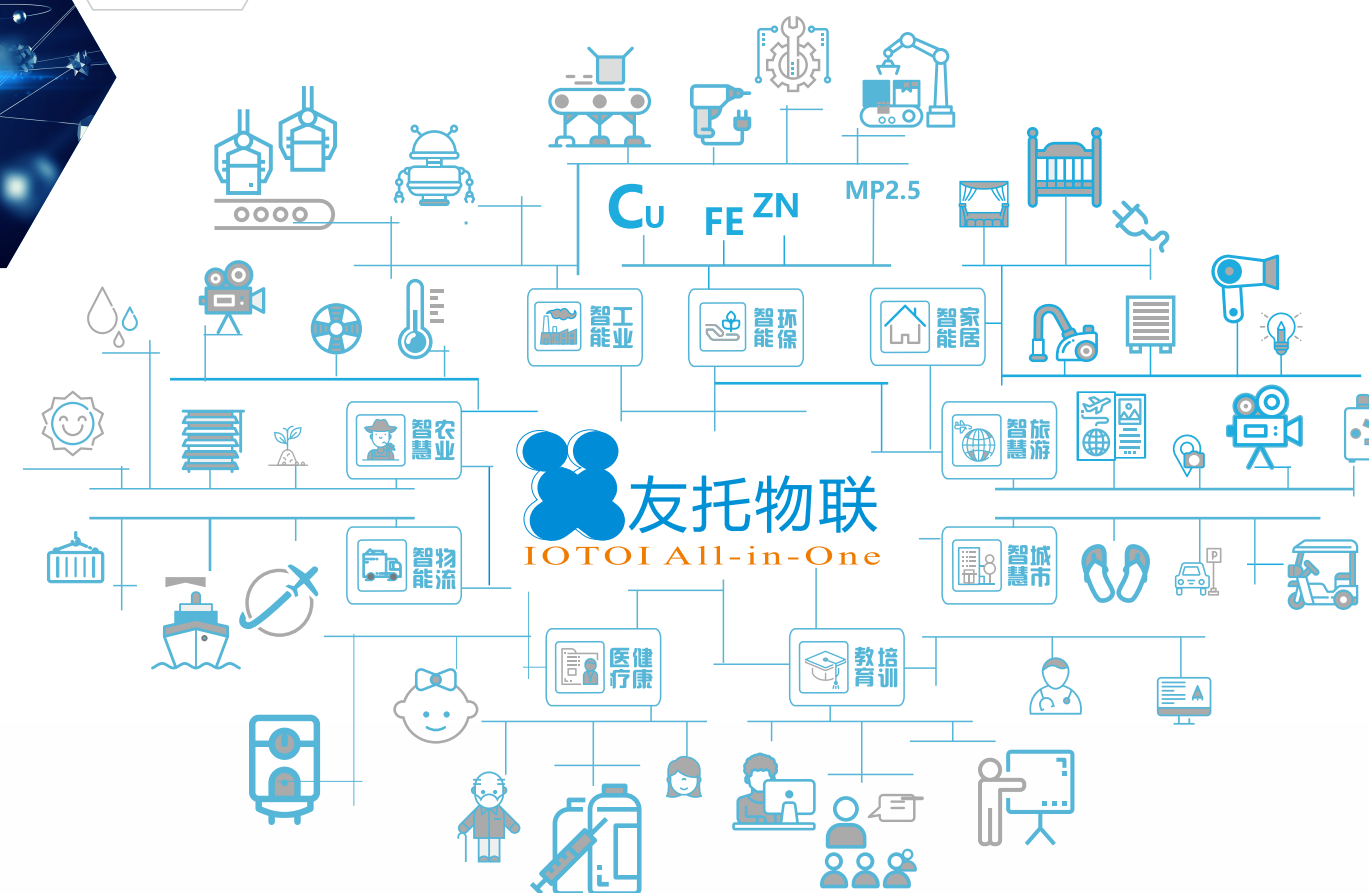 CU
FE
ZN
MP2.5
智能
工业
智能
环保
智能
家居
智慧
农业
智慧
旅游
友托物联
IOTOI All-in-One
智能
物流
智慧
城市
P
医疗
健康
教育
培训
A